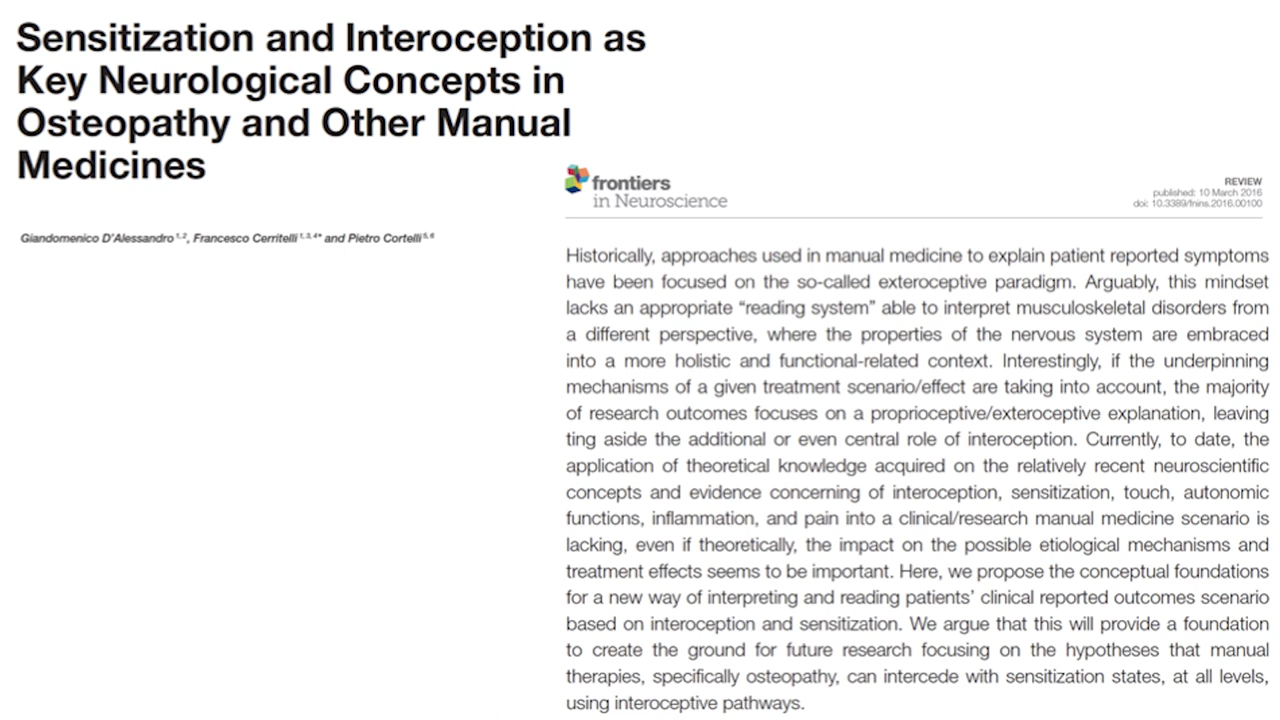 Sensitization and Interoception as
Key Neurological Concepts in
Osteopathy and Other Manual
Medicines
Giandomenico D'Alessandro 1,2, Francesco Cerritelli 1,3,4* and Pietro Cortelli 5,6
frontiers
in Neuroscience
REVIEW
published: 10 March 2016
doi: 10.3389/fnins.2016.00100
Historically, approaches used in manual medicine to explain patient reported symptoms
have been focused on the so-called exteroceptive paradigm. Arguably, this mindset
lacks an appropriate “reading system” able to interpret musculoskeletal disorders from
a different perspective, where the properties of the nervous system are embraced
into a more holistic and functional-related context. Interestingly, if the underpinning
mechanisms of a given treatment scenario/effect are taking into account, the majority
of research outcomes focuses on a proprioceptive/exteroceptive explanation, leaving
ting aside the additional or even central role of interoception. Currently, to date, the
application of theoretical knowledge acquired on the relatively recent neuroscientific
concepts and evidence concerning of interoception, sensitization, touch, autonomic
functions, inflammation, and pain into a clinical/research manual medicine scenario is
lacking, even if theoretically, the impact on the possible etiological mechanisms and
treatment effects seems to be important. Here, we propose the conceptual foundations
for a new way of interpreting and reading patients’ clinical reported outcomes scenario
based on interoception and sensitization. We argue that this will provide a foundation
to create the ground for future research focusing on the hypotheses that manual
therapies, specifically osteopathy, can intercede with sensitization states, at all levels,
using interoceptive pathways.